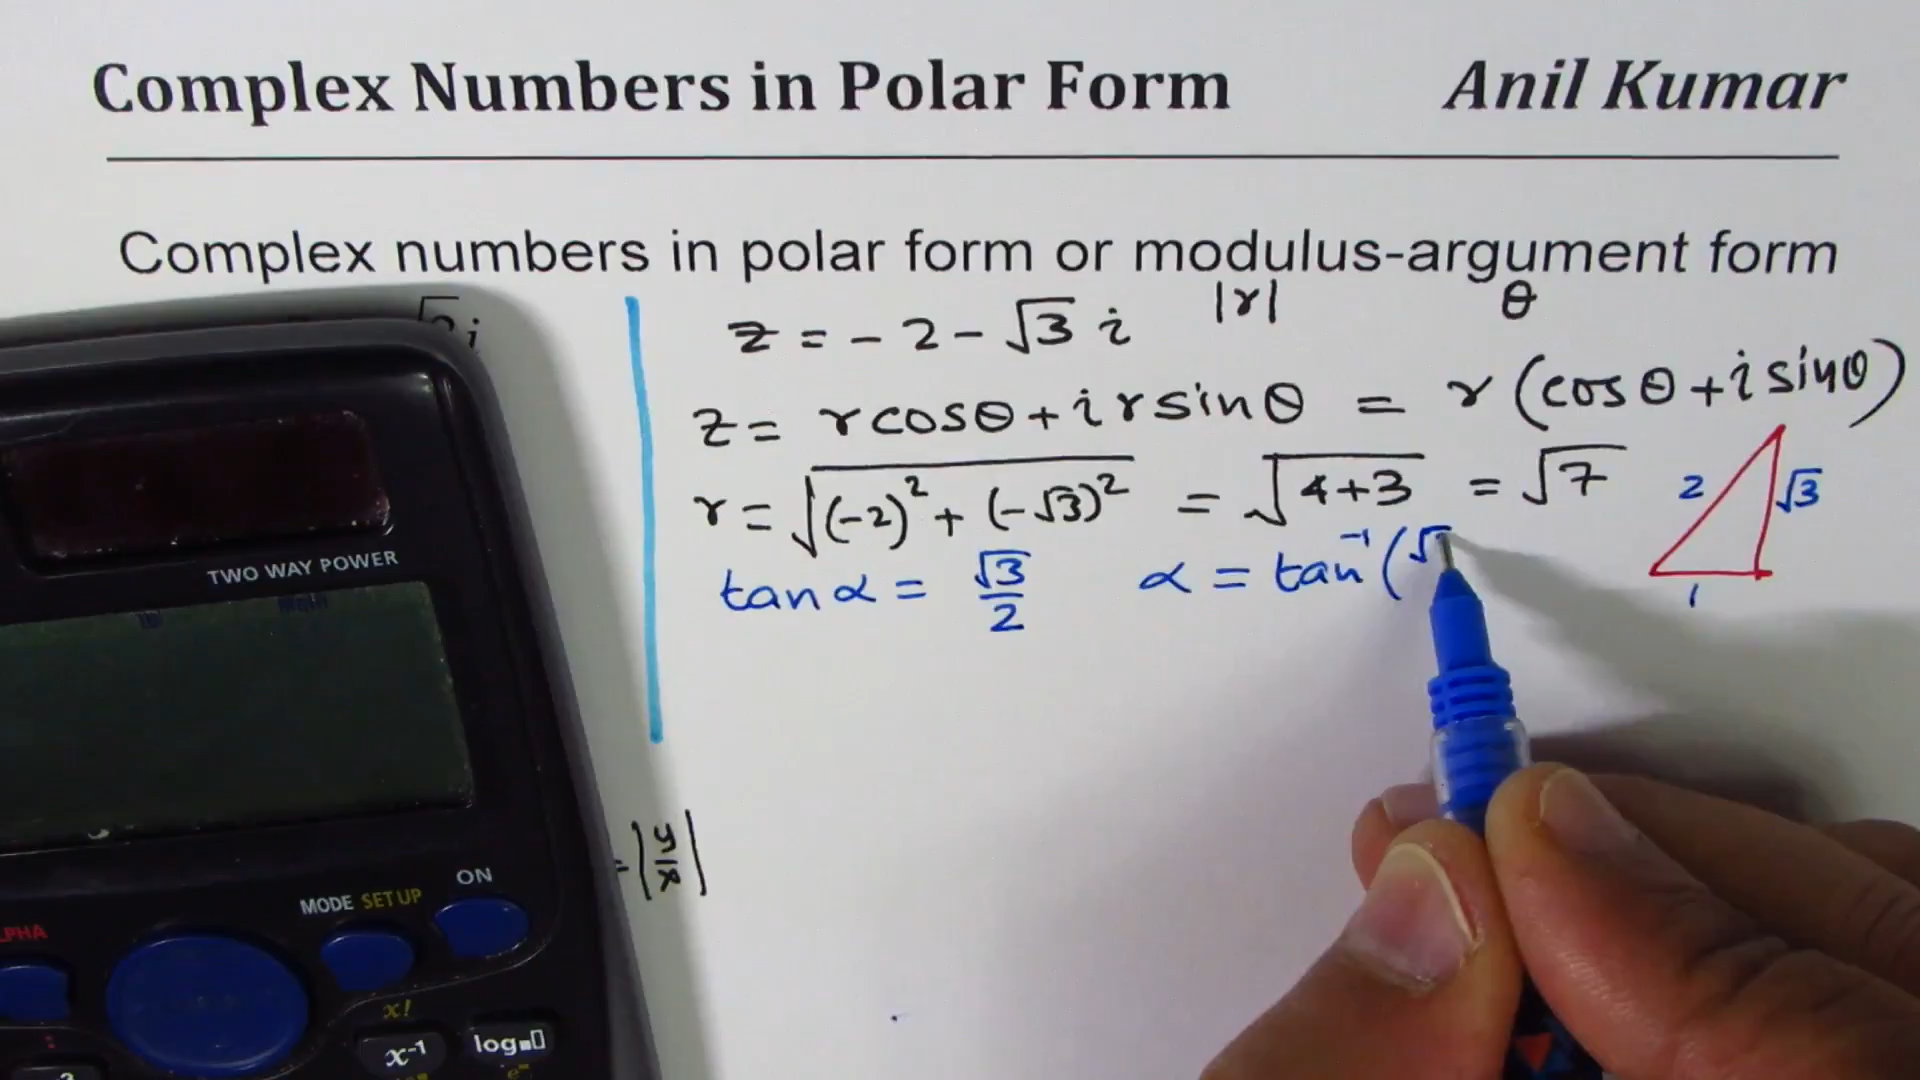 Complex Numbers in Polar Form Anil Kumar
Complex numbers in polar form or modulus-argument form
|r| θ
z = - 2 - √3 i
z = r cosθ + i r sinθ = r (cosθ + i sinθ)
r = √(-2)² + (-√3)² = √4+3 = √7
2 √3
1
tan α = √3/2 α = tan⁻¹ (√
i
= |y/x|
TWO WAY POWER
ON
MODE SET UP
x!
x⁻¹ log